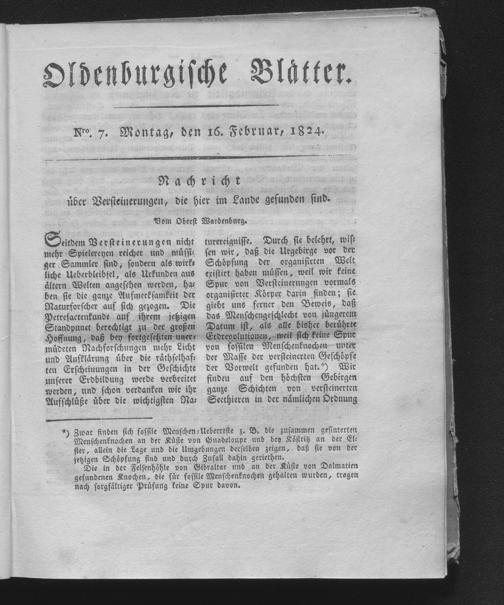 Oldenburgische Blätter.
Nro. 7. Montag, den 16. Februar, 1824.
Nachricht
über Versteinerungen, die hier im Lande gefunden sind.
Vom Oberst Wardenburg.
Seitdem Versteinerungen nicht
mehr Spielereyen reicher und müssi-
ger Sammler sind, sondern als wirk-
liche Ueberbleibsel, als Urkunden aus
ältern Welten angesehen werden, ha-
ben sie die ganze Aufmerksamkeit der
Naturforscher auf sich gezogen. Die
Petrefactenkunde auf ihrem jetzigen
Standpunct berechtigt zu der großen
Hoffnung, daß bey fortgesetzten uner-
müdeten Nachforschungen mehr Licht
und Aufklärung über die räthselhaf-
ten Erscheinungen in der Geschichte
unserer Erdbildung werde verbreitet
werden, und schon verdanken wir ihr
Aufschlüße über die wichtigsten Na-
turereignisse. Durch sie belehrt, wis-
sen wir, daß die Urgebirge vor der
Schöpfung der organisirten Welt
existirt haben müssen, weil wir keine
Spur von Versteinerungen vormals
organisirter Körper darin finden; sie
giebt uns ferner den Beweis, daß
das Menschengeschlecht von jüngerem
Datum ist, als alle bisher berührte
Erdrevolutionen, weil sich keine Spur
von fossilen Menschenknochen unter
der Masse der versteinerten Geschöpfe
der Vorwelt gefunden hat.*) Wir
finden auf den höchsten Gebirgen
ganze Schichten von versteinerten
Seethieren in der nämlichen Ordnung
*) Zwar finden sich fossile Menschen-Ueberreste z. B. die zusammen gesinterten
Menschenknochen an der Küste von Guadeloupe und bey Köstritz an der El-
ster, allein die Lage und die Umgebungen derselben zeigen, daß sie von der
jetzigen Schöpfung sind und durch Zufall dahin geriethen.
Die in der Felsenhöhle von Gibraltar und an der Küste von Dalmatien
gefundenen Knochen, die für fossile Menschenknochen gehalten wurden, tragen
nach sorgfältiger Prüfung keine Spur davon.